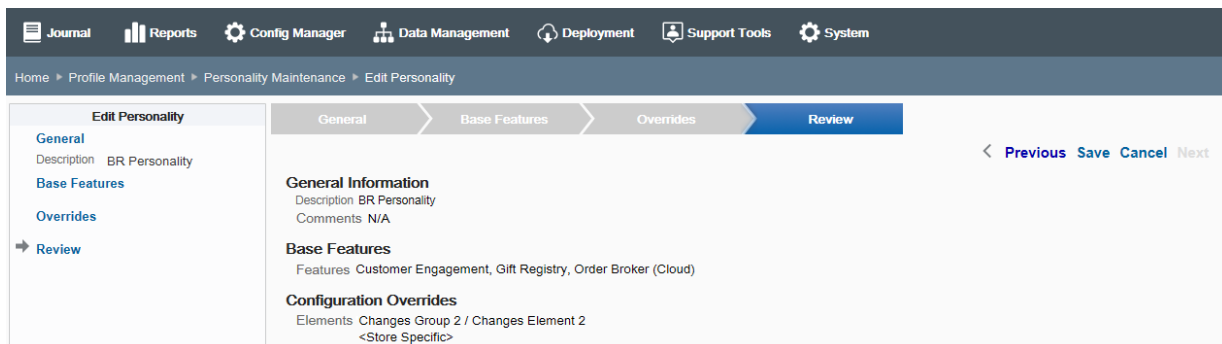 Journal Reports Config Manager Data Management Deployment Support Tools System
Home Profile Management Personality Maintenance Edit Personality
Edit Personality
General
Description BR Personality
Base Features
Overrides
Review
General Base Features Overrides Review
Previous Save Cancel Next
General Information
Description BR Personality
Comments N/A
Base Features
Features Customer Engagement, Gift Registry, Order Broker (Cloud)
Configuration Overrides
Elements Changes Group 2 / Changes Element 2
<Store Specific>